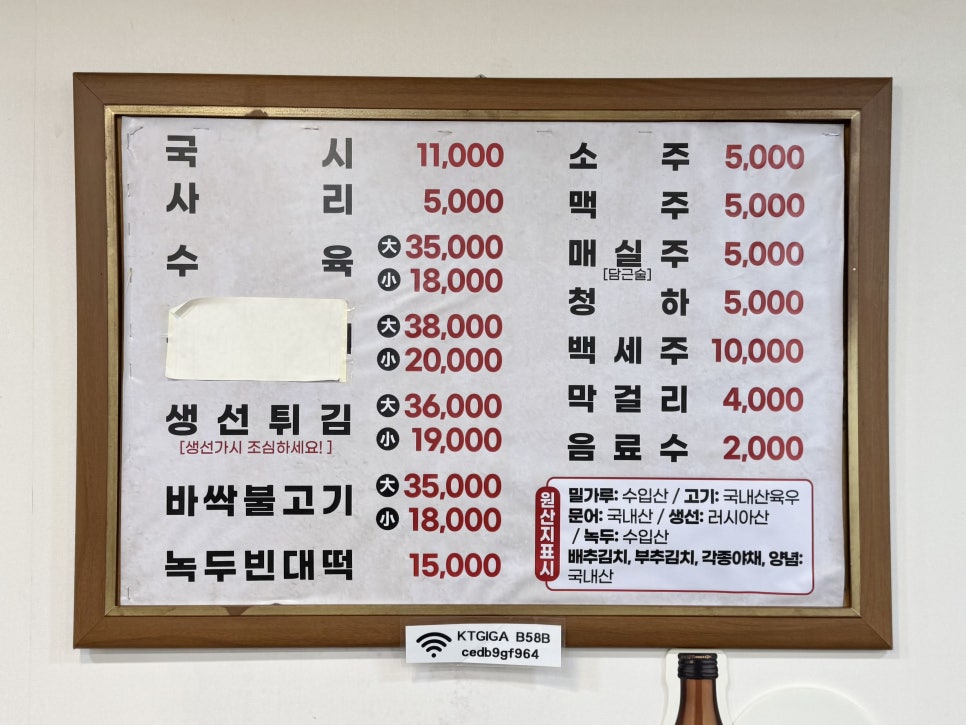 국시 11,000
사리 5,000
수육 大 35,000
小 18,000
大 38,000
小 20,000
생선튀김 大 36,000
[생선가시 조심하세요!] 小 19,000
바싹불고기 大 35,000
小 18,000
녹두빈대떡 15,000
소주 5,000
맥주 5,000
매실주 5,000
[담근술]
청하 5,000
백세주 10,000
막걸리 4,000
음료수 2,000
원산지표시
밀가루: 수입산 / 고기: 국내산육우
문어: 국내산 / 생선: 러시아산
/ 녹두: 수입산
배추김치, 부추김치, 각종야채, 양념:
국내산
KTGIGA B58B
cedb9gf964